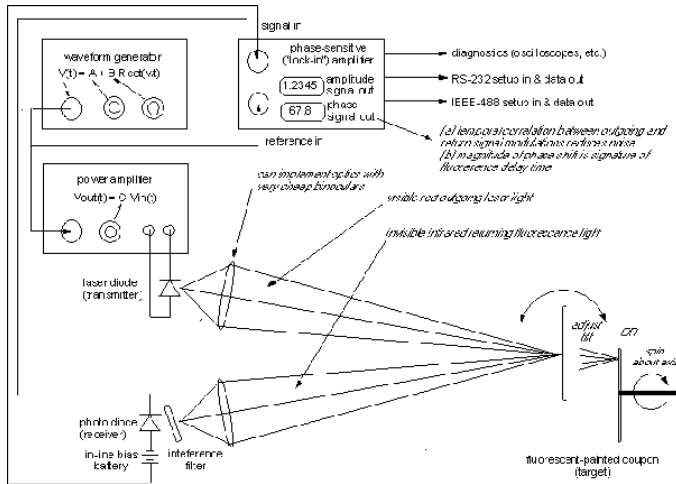 signal in
waveform generator
V(t) = A + B Rect(wt)
phase-sensitive
("lock-in") amplifier
1.2345
amplitude
signal out
67.8
phase
signal out
diagnostics (osciloscopes, etc.)
RS-232 setup in & data out
IEEE-488 setup in & data out
reference in
(a) temporal correlation between outgoing and
return signal modulations reduces noise
(b) magnitude of phase shift is signature of
fluoresence delay time
power amplifier
Vout(t) = C Vin(t)
can implement optics with
very cheap binoculars
visible red outgoing laser light
invisible infrared returning fluorescence light
laser diode
(transmitter)
adjust
tilt
spin
about axis
photo diode
(receiver)
in-line bias
battery
inteference
filter
fluorescent-painted coupon
(target)